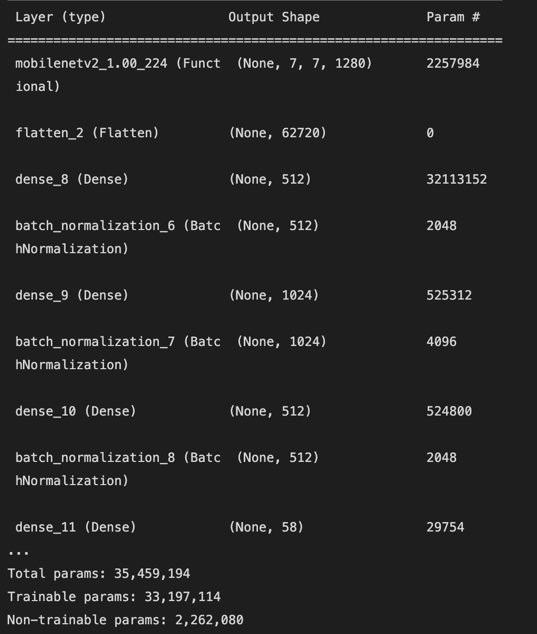 Layer (type) Output Shape Param #
=================================================================
mobilenetv2_1.00_224 (Funct (None, 7, 7, 1280) 2257984
ional)
flatten_2 (Flatten) (None, 62720) 0
dense_8 (Dense) (None, 512) 32113152
batch_normalization_6 (Batc (None, 512) 2048
hNormalization)
dense_9 (Dense) (None, 1024) 525312
batch_normalization_7 (Batc (None, 1024) 4096
hNormalization)
dense_10 (Dense) (None, 512) 524800
batch_normalization_8 (Batc (None, 512) 2048
hNormalization)
dense_11 (Dense) (None, 58) 29754
...
Total params: 35,459,194
Trainable params: 33,197,114
Non-trainable params: 2,262,080